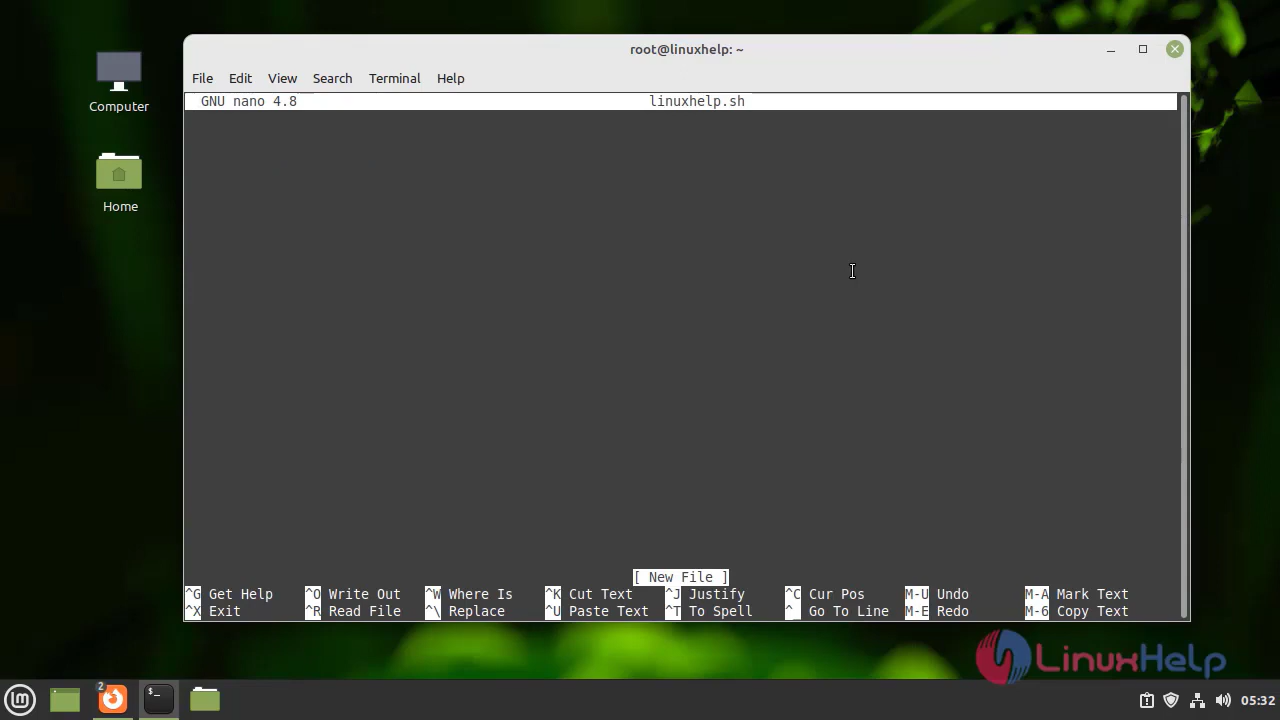 root@linuxhelp: ~
File Edit View Search Terminal Help
GNU nano 4.8 linuxhelp.sh
Computer
Home
[ New File ]
^G Get Help ^O Write Out ^W Where Is ^K Cut Text ^J Justify ^C Cur Pos M-U Undo M-A Mark Text
^X Exit ^R Read File ^\ Replace ^U Paste Text ^T To Spell ^_ Go To Line M-E Redo M-6 Copy Text
LinuxHelp
2
$_
05:32